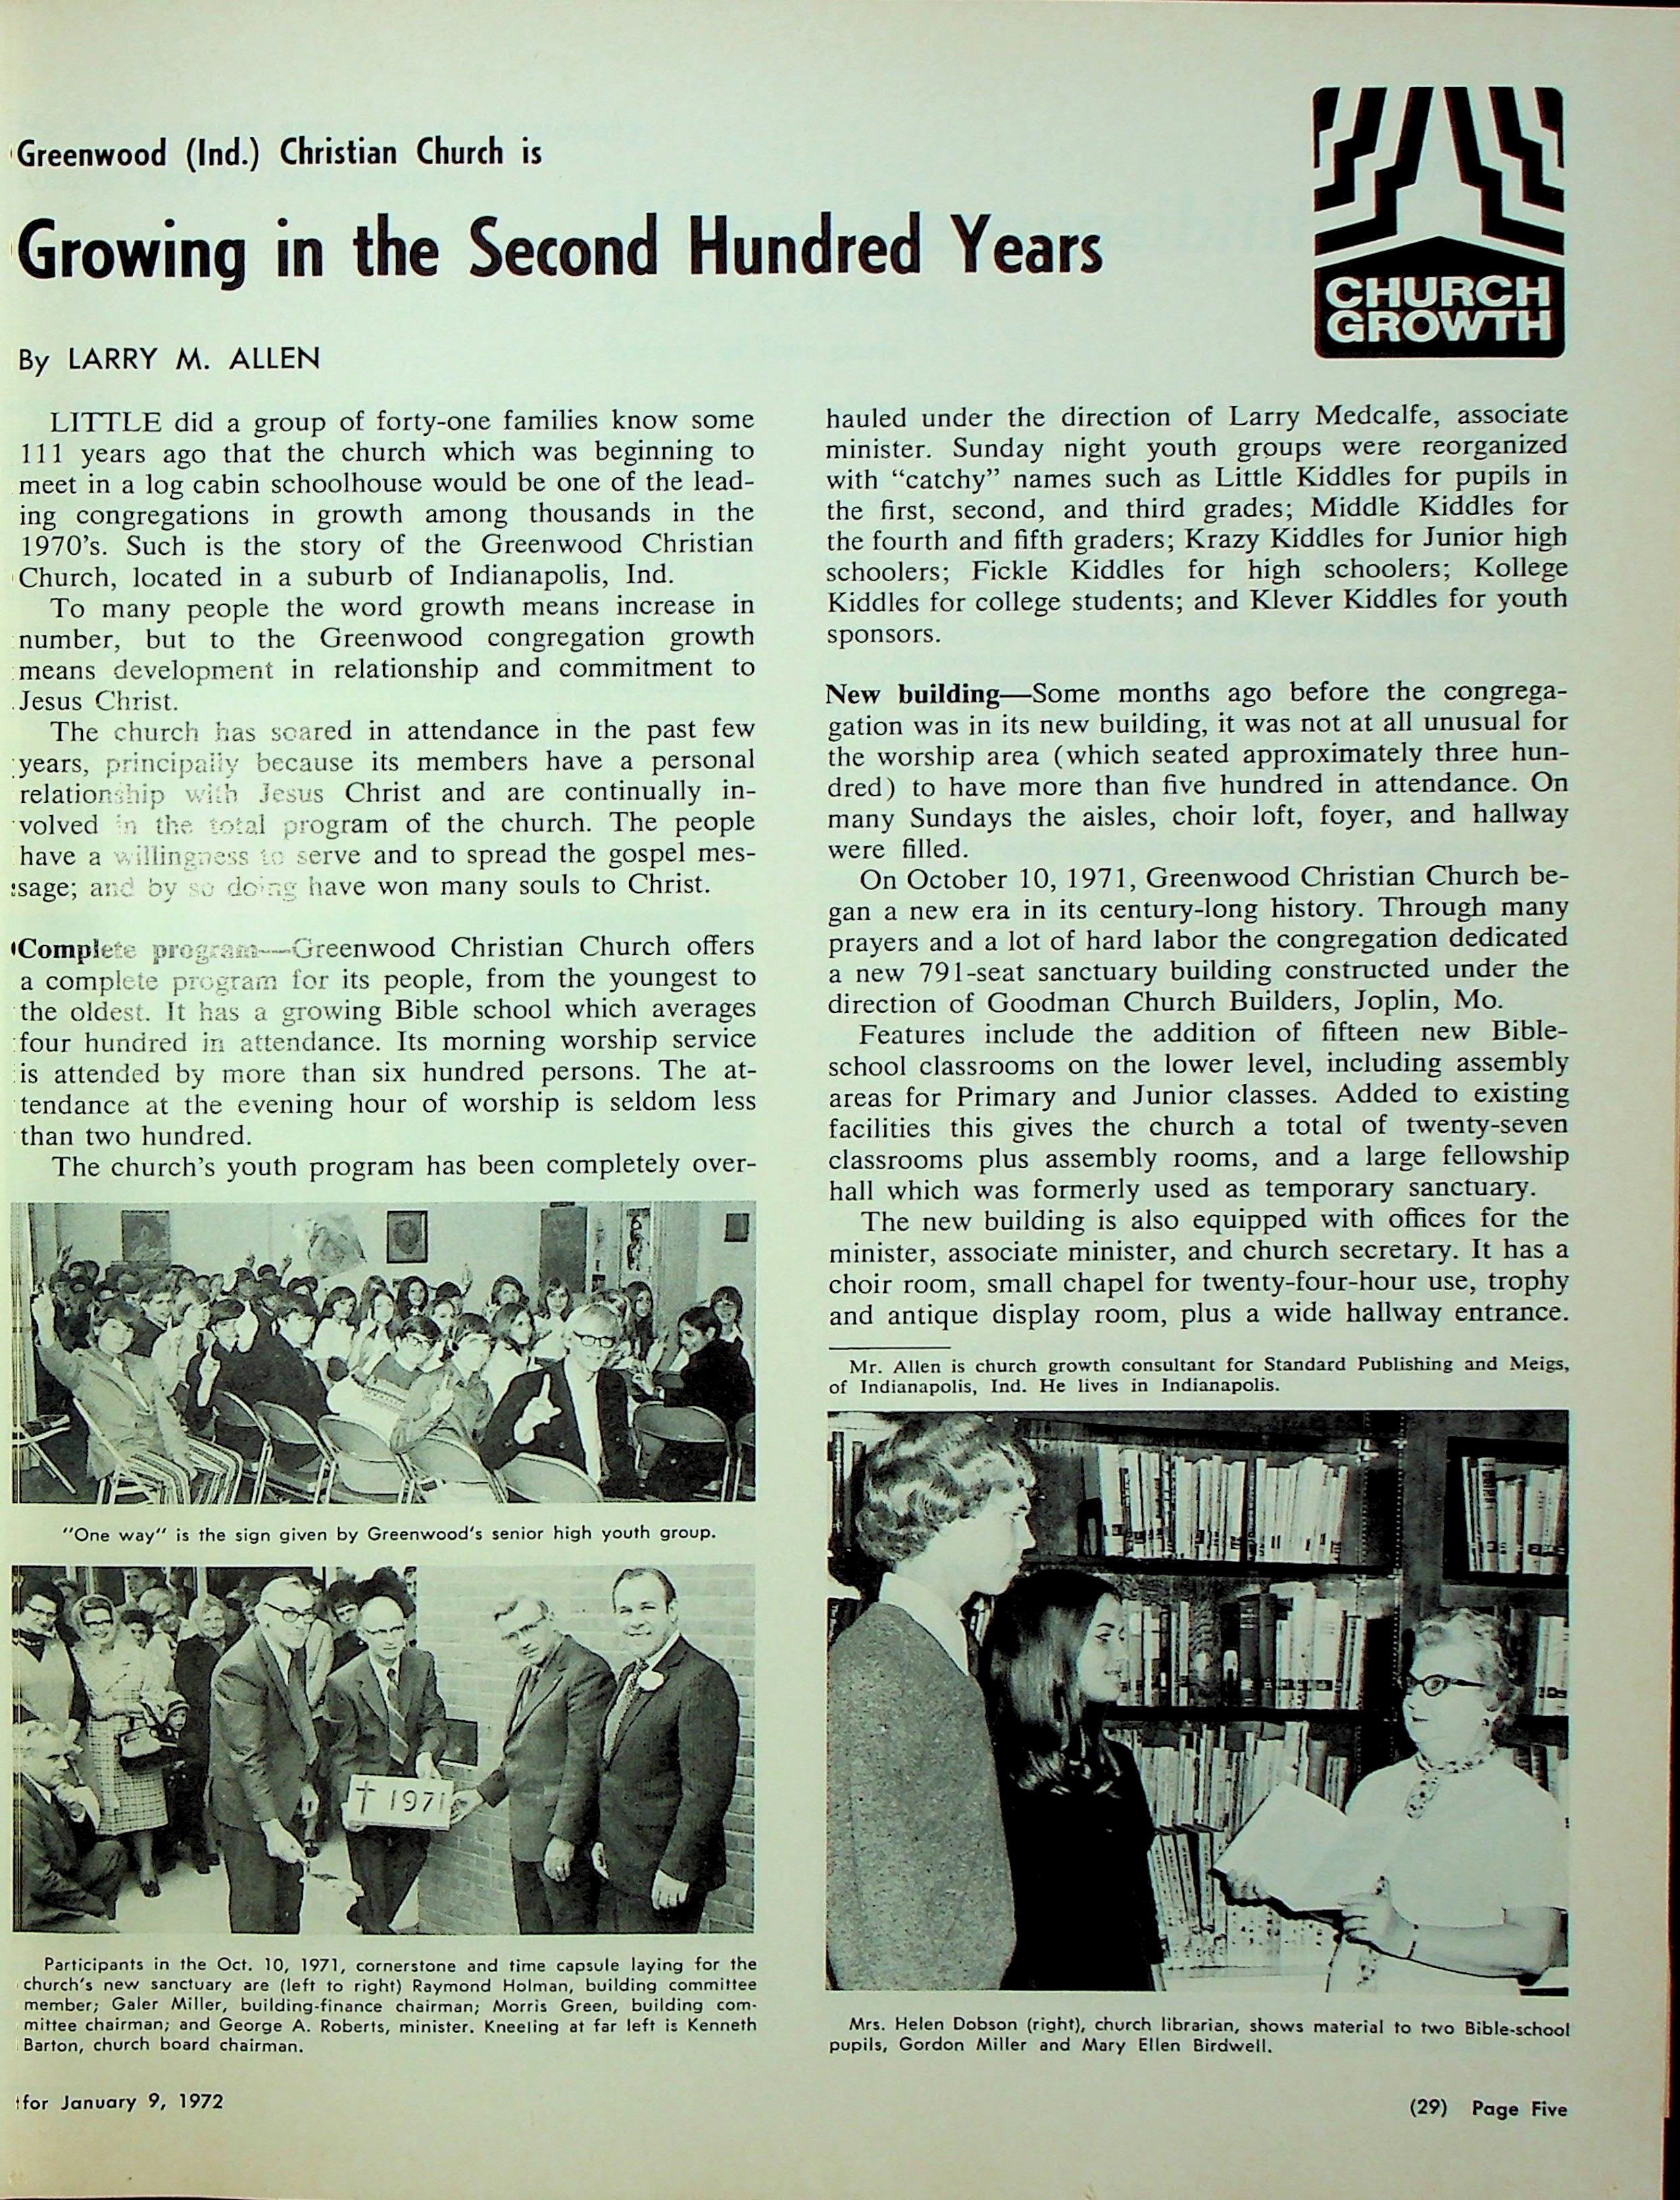 Greenwood (Ind.) Christian Church is
Growing in the Second Hundred Years
CHURCH
GROWTH
By LARRY M. ALLEN
LITTLE did a group of forty-one families know some
111 years ago that the church which was beginning to
meet in a log cabin schoolhouse would be one of the lead-
ing congregations in growth among thousands in the
1970's. Such is the story of the Greenwood Christian
Church, located in a suburb of Indianapolis, Ind.
To many people the word growth means increase in
number, but to the Greenwood congregation growth
means development in relationship and commitment to
Jesus Christ.
The church has soared in attendance in the past few
years, principally because its members have a personal
relationship with Jesus Christ and are continually in-
volved in the total program of the church. The people
have a willingness to serve and to spread the gospel mes-
sage; and by so doing have won many souls to Christ.
Complete program—Greenwood Christian Church offers
a complete program for its people, from the youngest to
the oldest. It has a growing Bible school which averages
four hundred in attendance. Its morning worship service
is attended by more than six hundred persons. The at-
tendance at the evening hour of worship is seldom less
than two hundred.
The church's youth program has been completely over-
"One way" is the sign given by Greenwood's senior high youth group.
† 1971
Participants in the Oct. 10, 1971, cornerstone and time capsule laying for the
church's new sanctuary are (left to right) Raymond Holman, building committee
member; Galer Miller, building-finance chairman; Morris Green, building com-
mittee chairman; and George A. Roberts, minister. Kneeling at far left is Kenneth
Barton, church board chairman.
hauled under the direction of Larry Medcalfe, associate
minister. Sunday night youth groups were reorganized
with "catchy" names such as Little Kiddles for pupils in
the first, second, and third grades; Middle Kiddles for
the fourth and fifth graders; Krazy Kiddles for Junior high
schoolers; Fickle Kiddles for high schoolers; Kollege
Kiddles for college students; and Klever Kiddles for youth
sponsors.
New building—Some months ago before the congrega-
gation was in its new building, it was not at all unusual for
the worship area (which seated approximately three hun-
dred) to have more than five hundred in attendance. On
many Sundays the aisles, choir loft, foyer, and hallway
were filled.
On October 10, 1971, Greenwood Christian Church be-
gan a new era in its century-long history. Through many
prayers and a lot of hard labor the congregation dedicated
a new 791-seat sanctuary building constructed under the
direction of Goodman Church Builders, Joplin, Mo.
Features include the addition of fifteen new Bible-
school classrooms on the lower level, including assembly
areas for Primary and Junior classes. Added to existing
facilities this gives the church a total of twenty-seven
classrooms plus assembly rooms, and a large fellowship
hall which was formerly used as temporary sanctuary.
The new building is also equipped with offices for the
minister, associate minister, and church secretary. It has a
choir room, small chapel for twenty-four-hour use, trophy
and antique display room, plus a wide hallway entrance.
Mr. Allen is church growth consultant for Standard Publishing and Meigs,
of Indianapolis, Ind. He lives in Indianapolis.
Mrs. Helen Dobson (right), church librarian, shows material to two Bible-school
pupils, Gordon Miller and Mary Ellen Birdwell.
for January 9, 1972
(29) Page Five